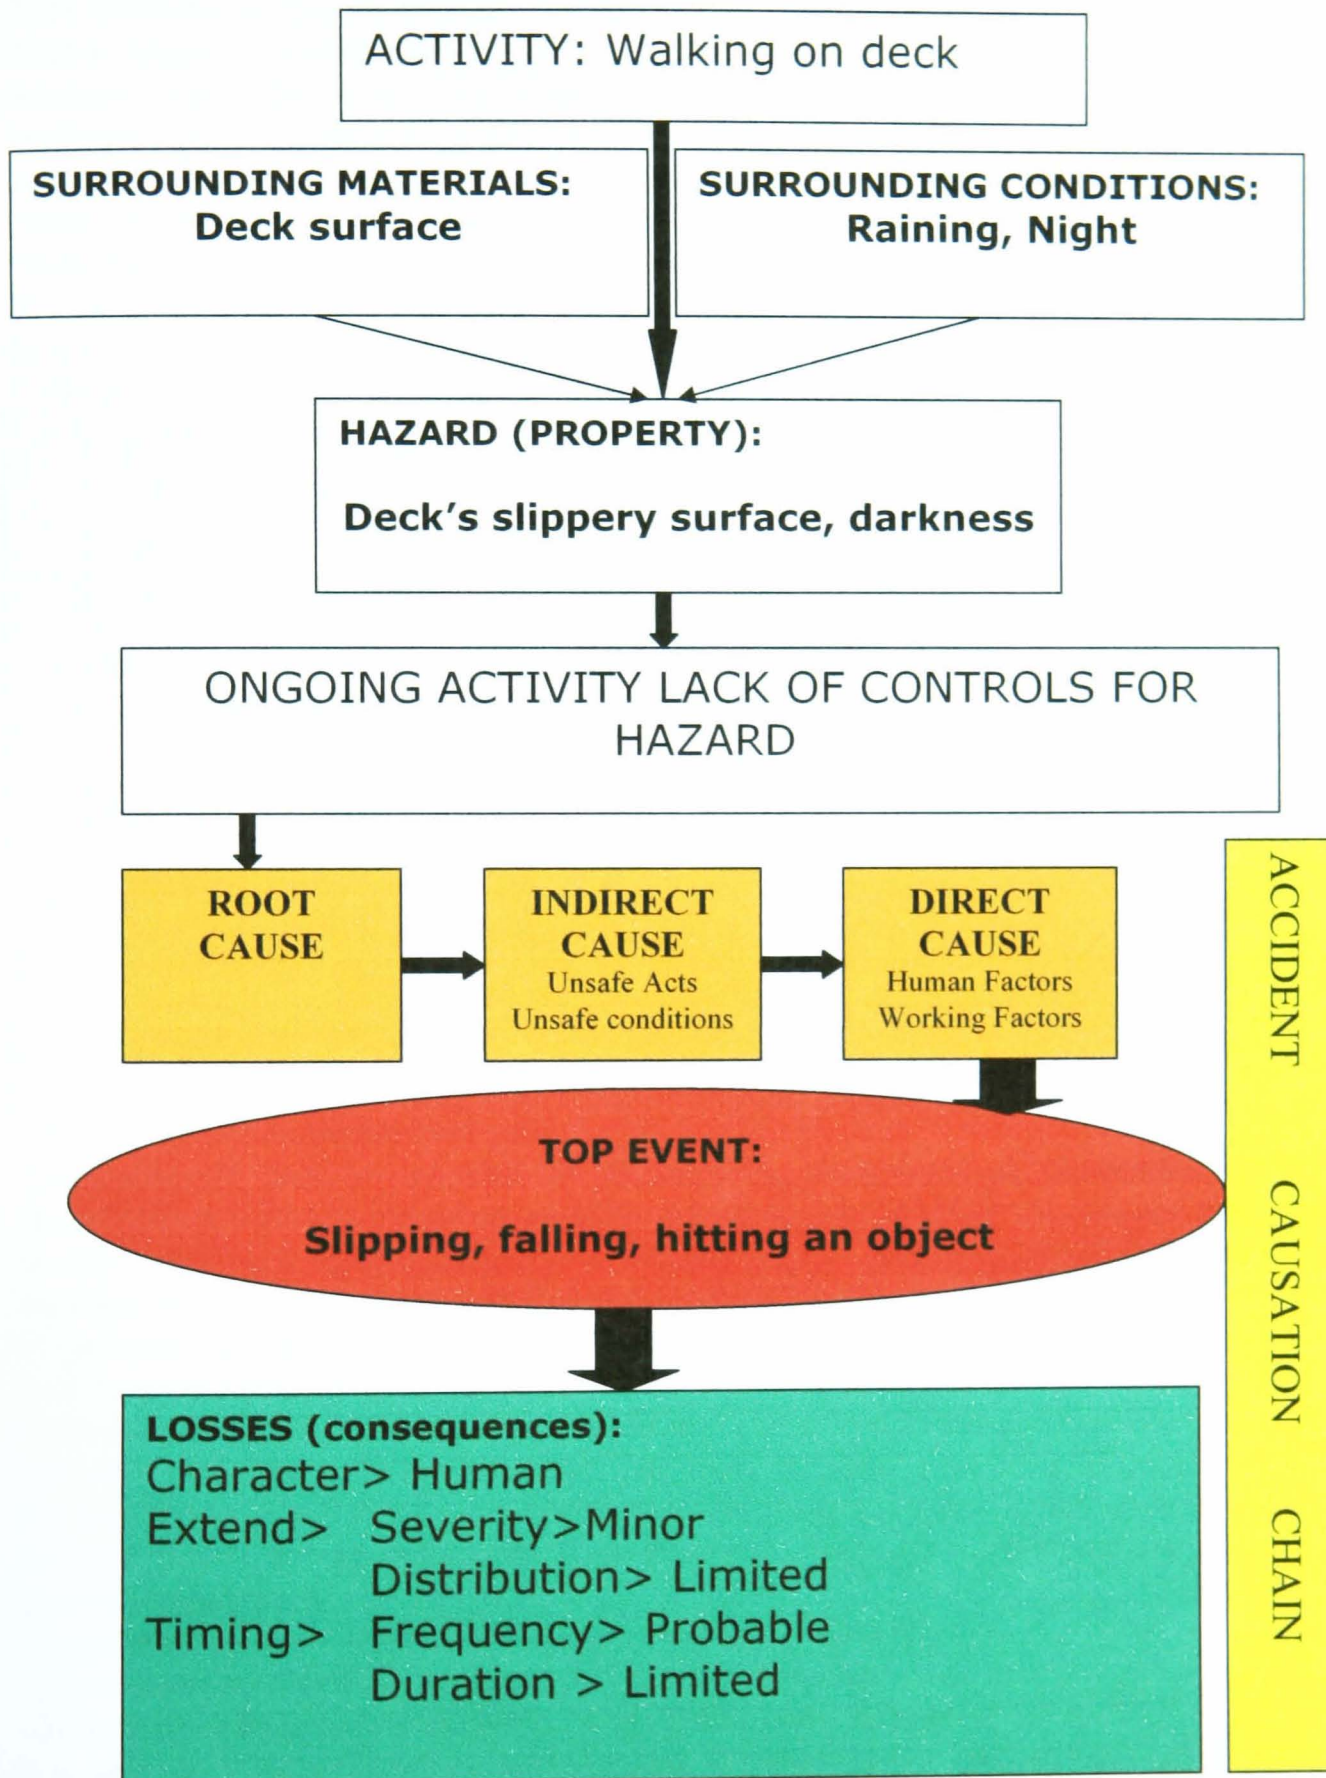 ACTIVITY: Walking on deck
SURROUNDING MATERIALS:
Deck surface
SURROUNDING CONDITIONS:
Raining, Night
HAZARD (PROPERTY):
Deck’s slippery surface, darkness
ONGOING ACTIVITY LACK OF CONTROLS FOR
HAZARD
ROOT
CAUSE
INDIRECT
CAUSE
Unsafe Acts
Unsafe conditions
DIRECT
CAUSE
Human Factors
Working Factors
TOP EVENT:
Slipping, falling, hitting an object
LOSSES (consequences):
Character> Human
Extend> Severity>Minor
Distribution> Limited
Timing> Frequency> Probable
Duration > Limited
ACCIDENT CAUSATION CHAIN